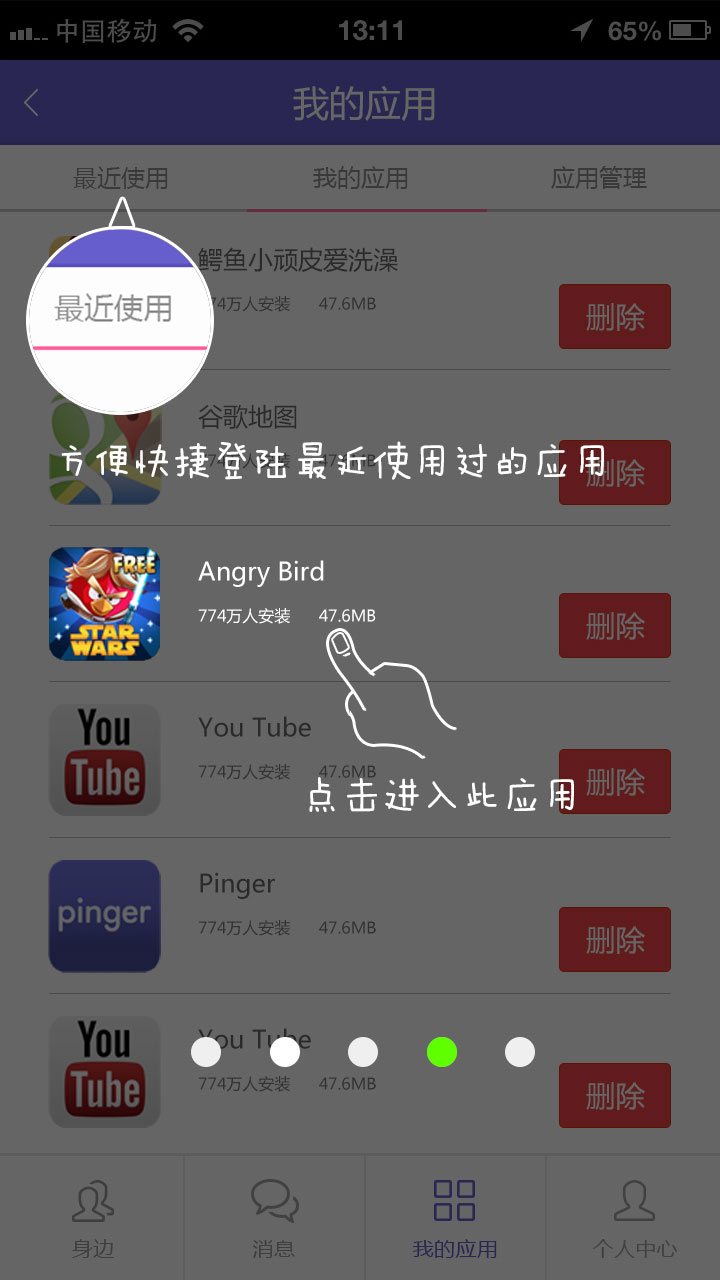 中国移动
13:11
65%
我的应用
最近使用
我的应用
应用管理
鳄鱼小顽皮爱洗澡
最近使用
74万人安装 47.6MB
删除
谷歌地图
方便快捷登陆最近使用过的应用
删除
FREE
STAR
WARS
Angry Bird
774万人安装 47.6MB
删除
You
Tube
You Tube
774万人安装 47.6MB
删除
点击进入此应用
pinger
Pinger
774万人安装 47.6MB
删除
You
Tube
You Tube
774万人安装 47.6MB
删除
身边
消息
我的应用
个人中心